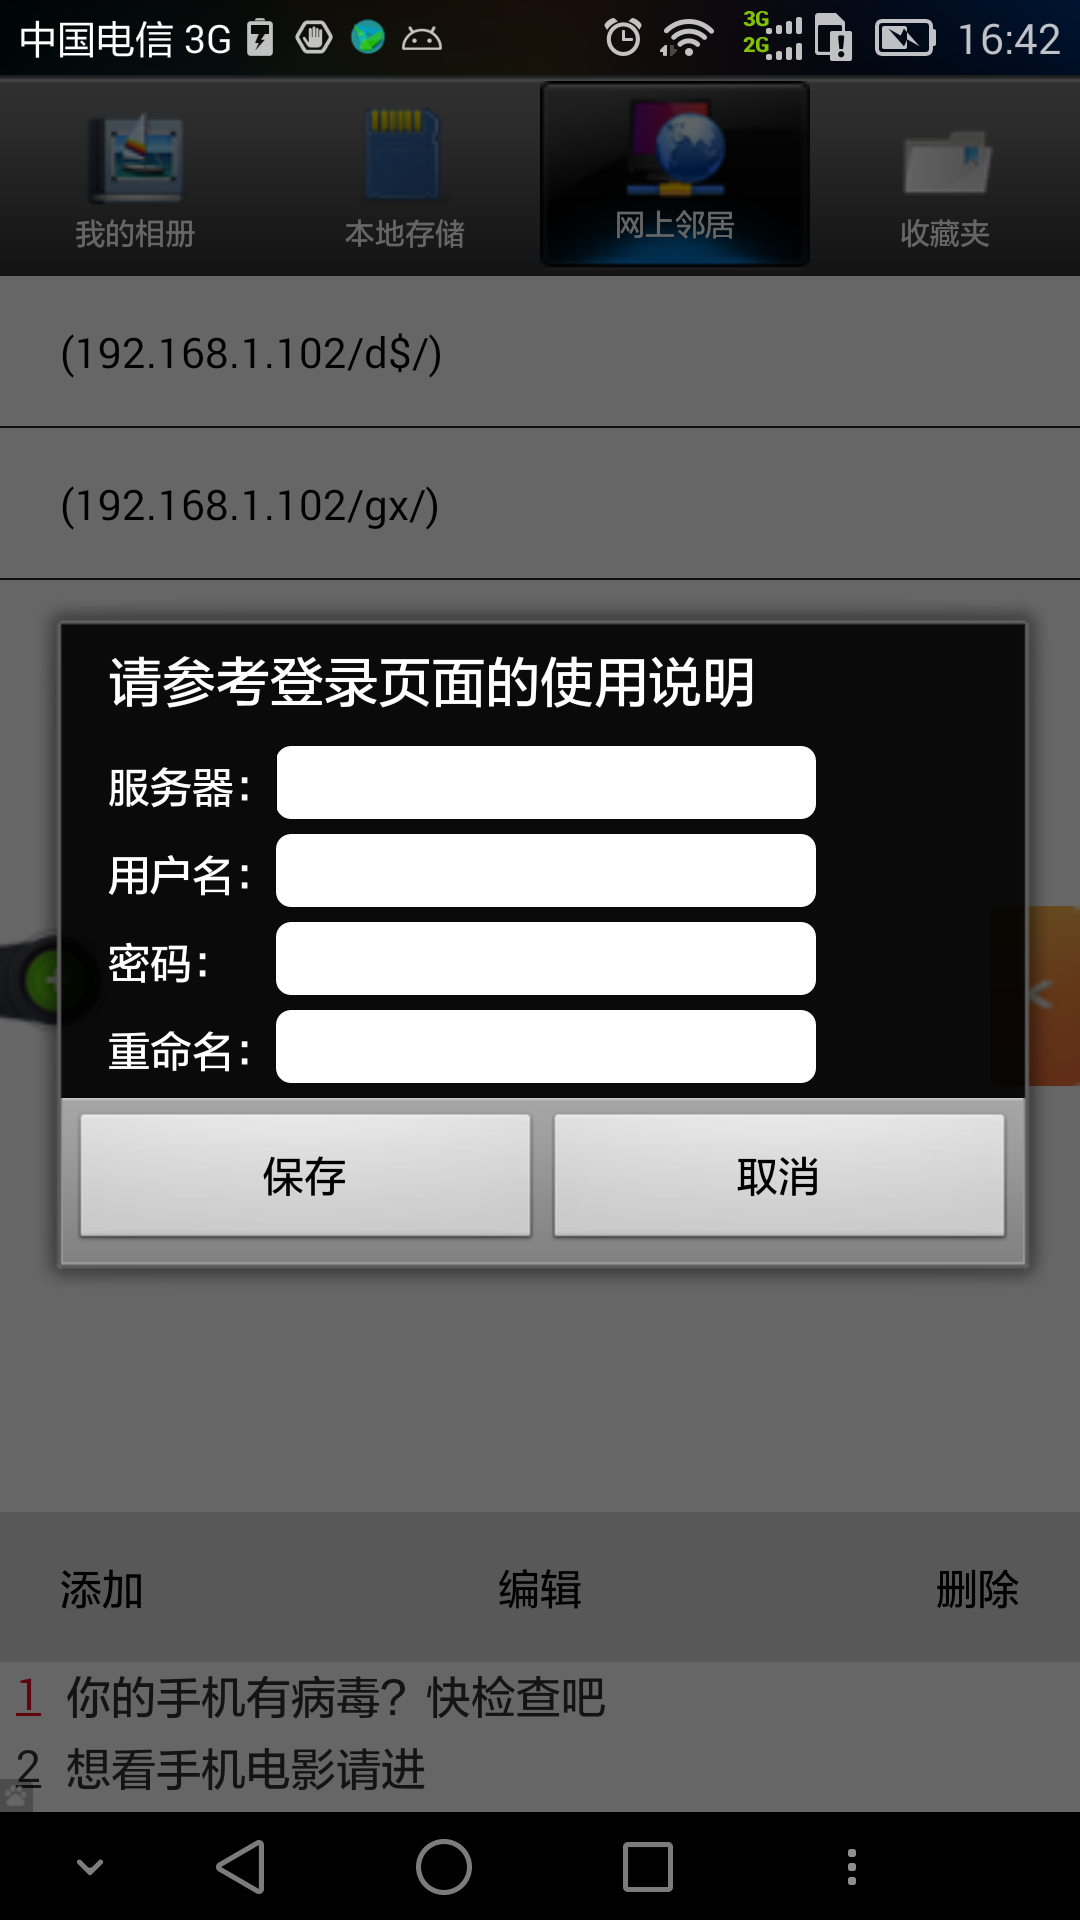 中国电信 3G 3G 2G 16:42
我的相册 本地存储 网上邻居 收藏夹
(192.168.1.102/d$/)
(192.168.1.102/gx/)
请参考登录页面的使用说明
服务器:
用户名:
密码:
重命名:
保存 取消
添加 编辑 删除
1 你的手机有病毒? 快检查吧
2 想看手机电影请进